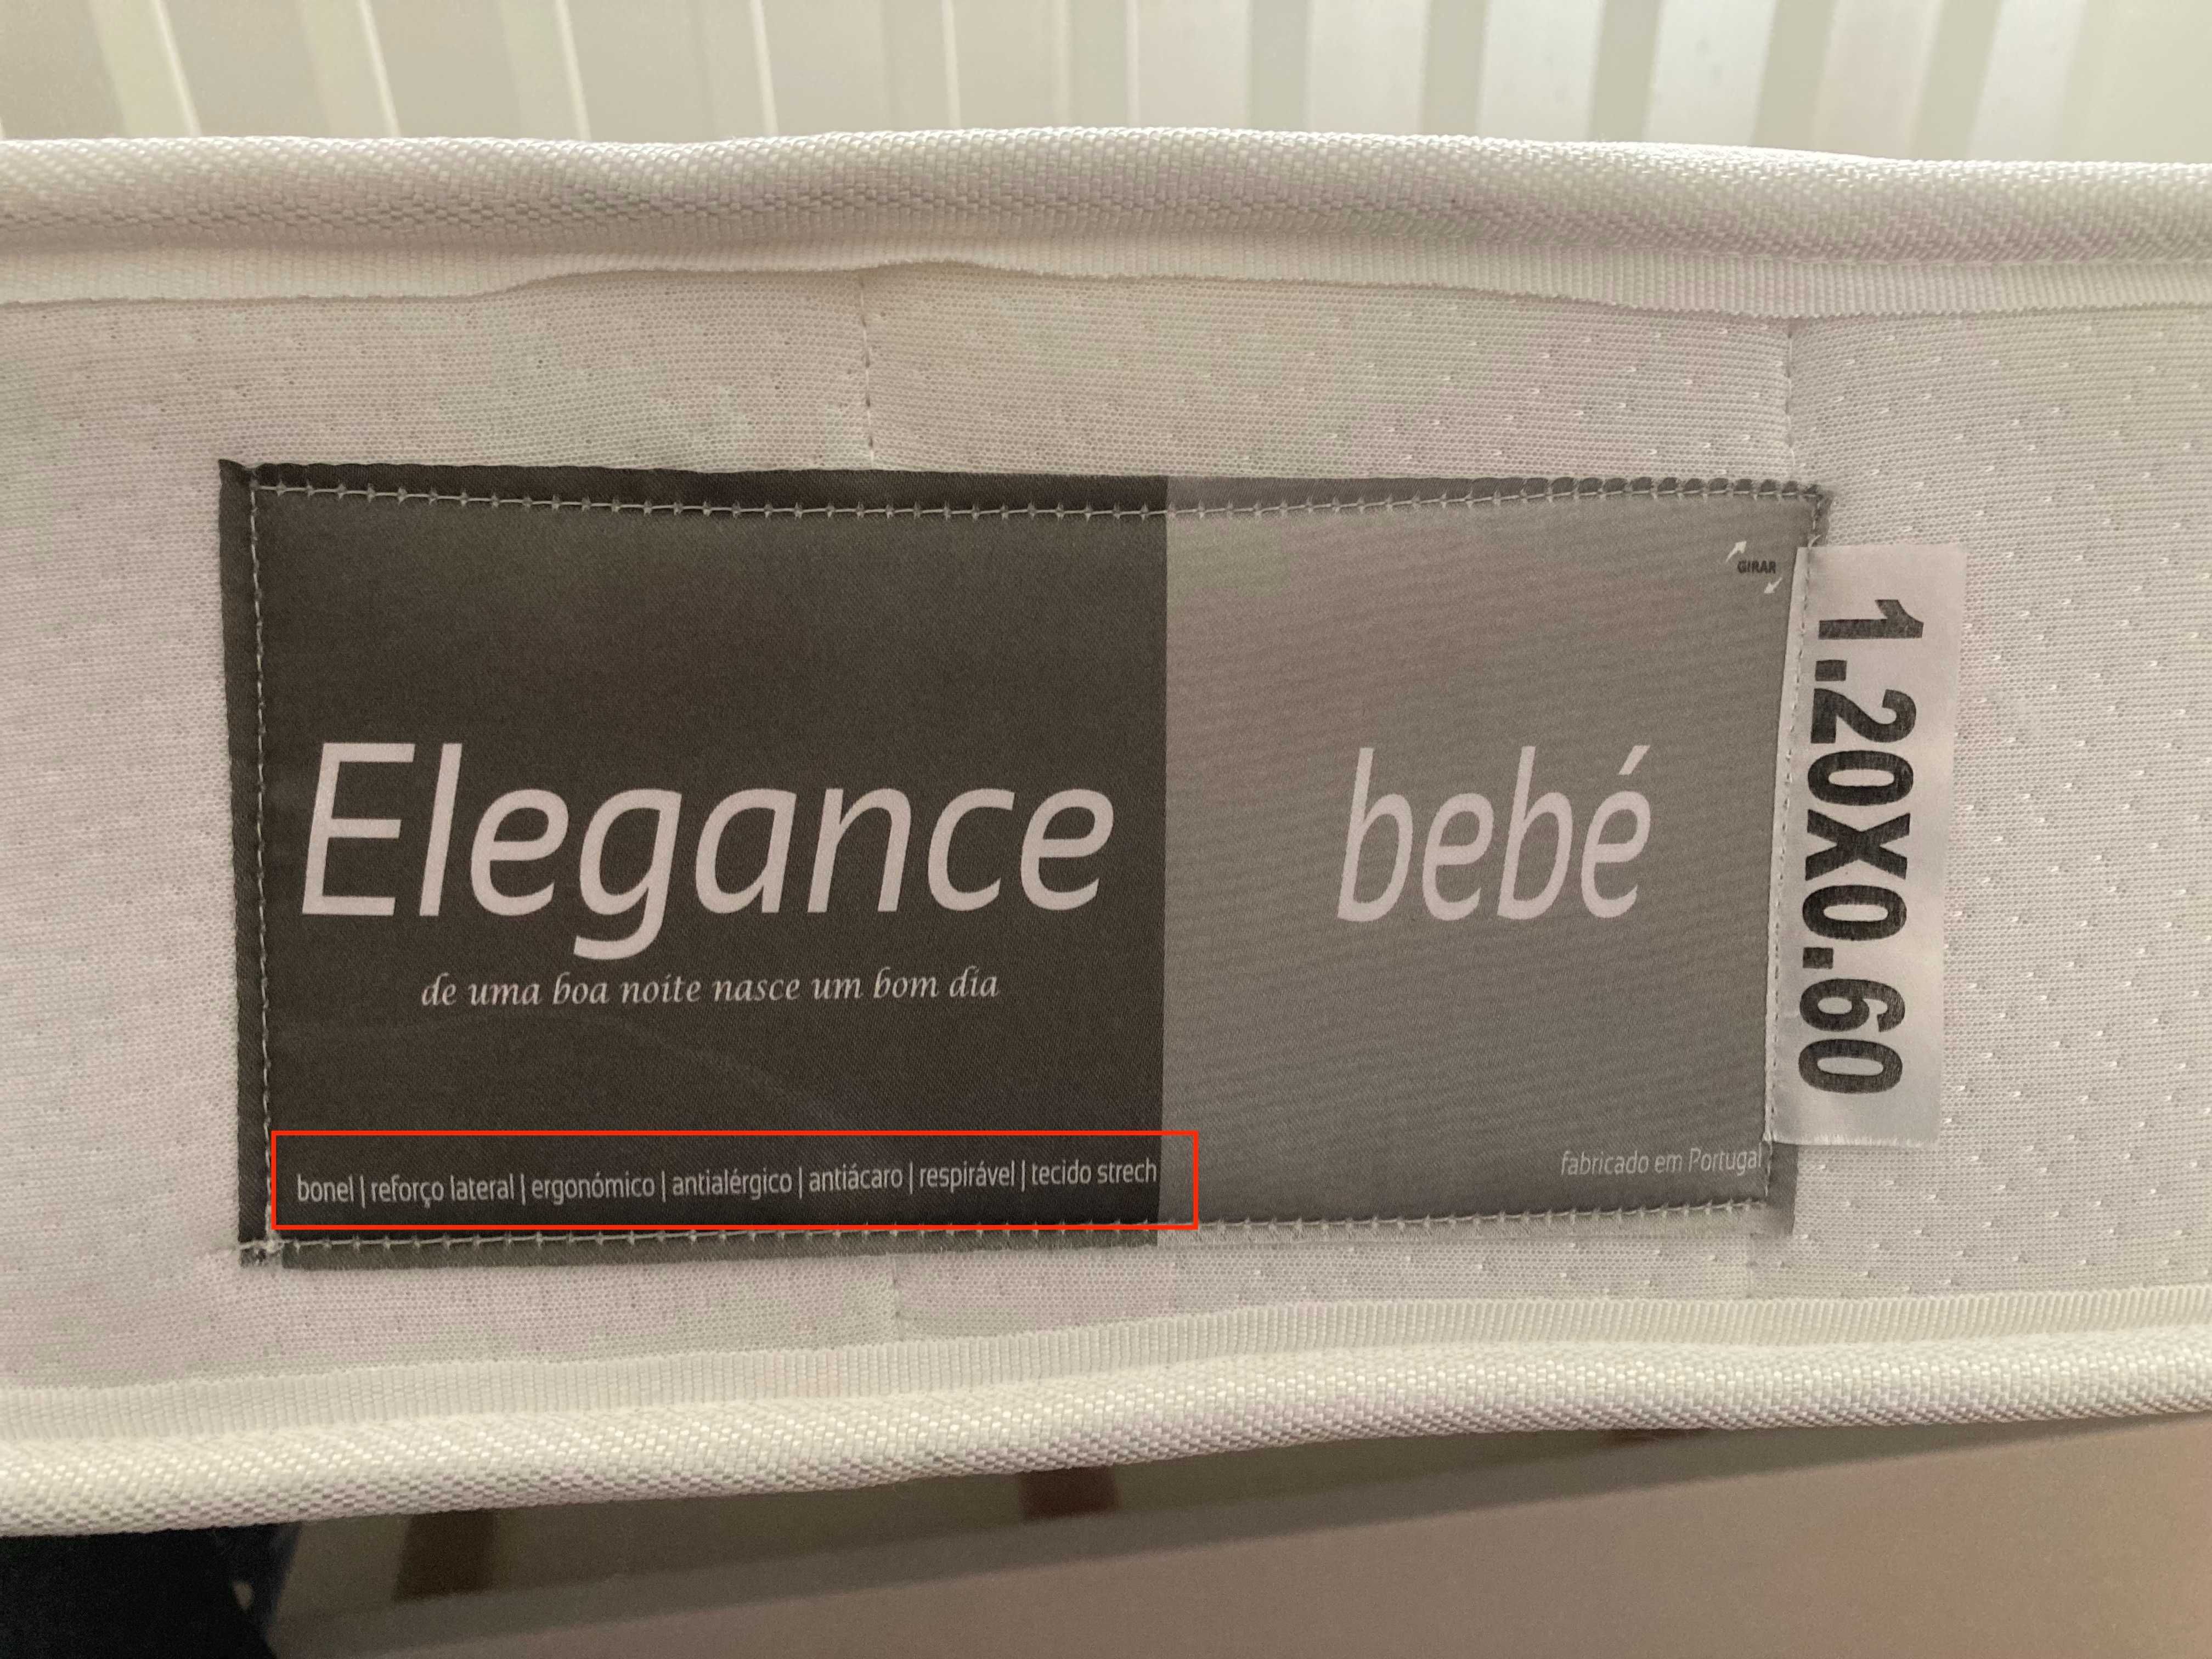 Elegance
de uma boa noite nasce um bom dia
bonel | reforço lateral | ergonómico | antialérgico | antiácaro | respirável | tecido strech
bebé
GIRAR
fabricado em Portugal
1.20X0.60